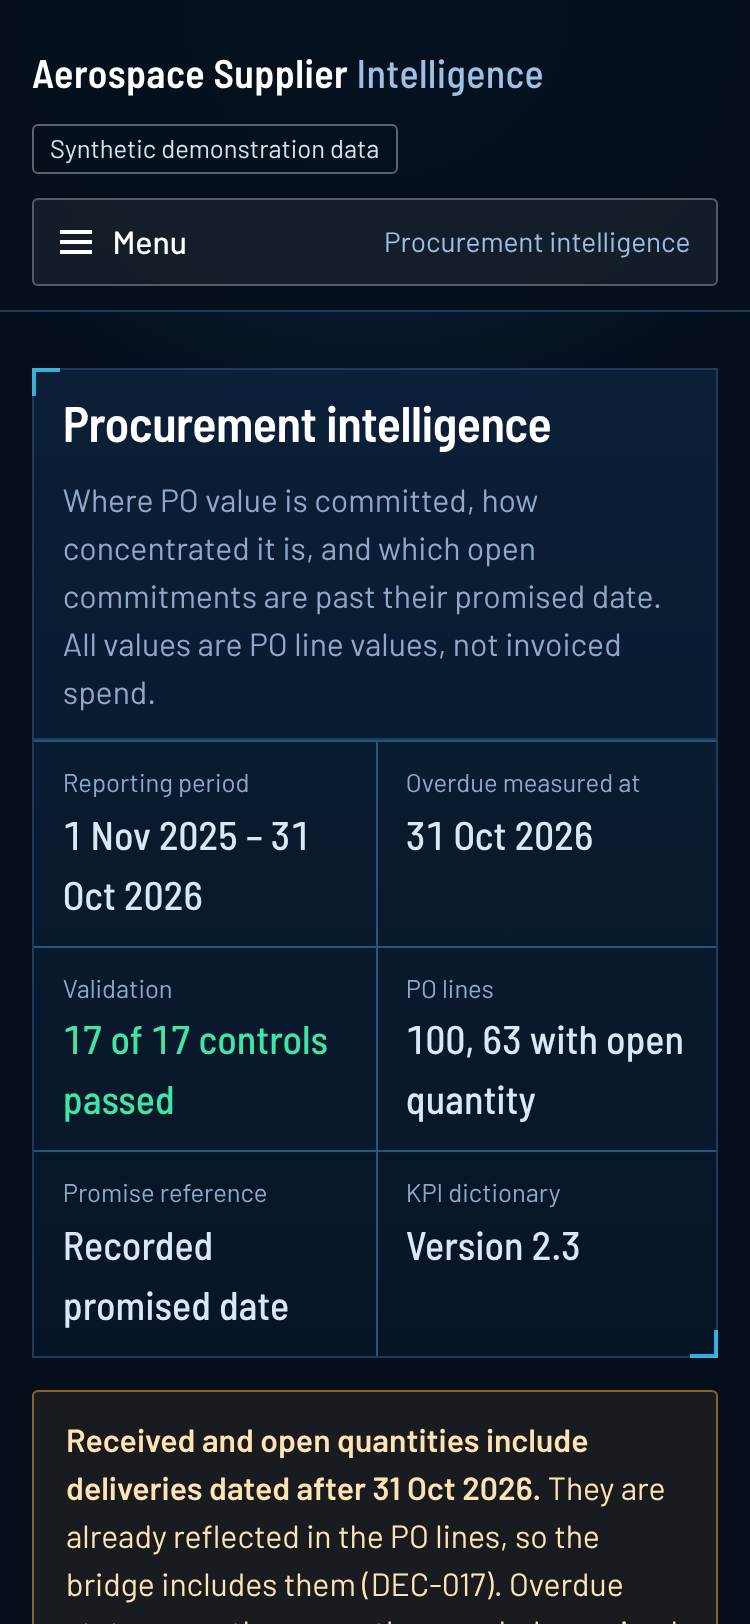 Aerospace Supplier Intelligence
Synthetic demonstration data
Menu
Procurement intelligence
Procurement intelligence
Where PO value is committed, how
concentrated it is, and which open
commitments are past their promised date.
All values are PO line values, not invoiced
spend.
Reporting period
1 Nov 2025 – 31
Oct 2026
Overdue measured at
31 Oct 2026
Validation
17 of 17 controls
passed
PO lines
100, 63 with open
quantity
Promise reference
Recorded
promised date
KPI dictionary
Version 2.3
Received and open quantities include
deliveries dated after 31 Oct 2026. They are
already reflected in the PO lines, so the
bridge includes them (DEC-017). Overdue